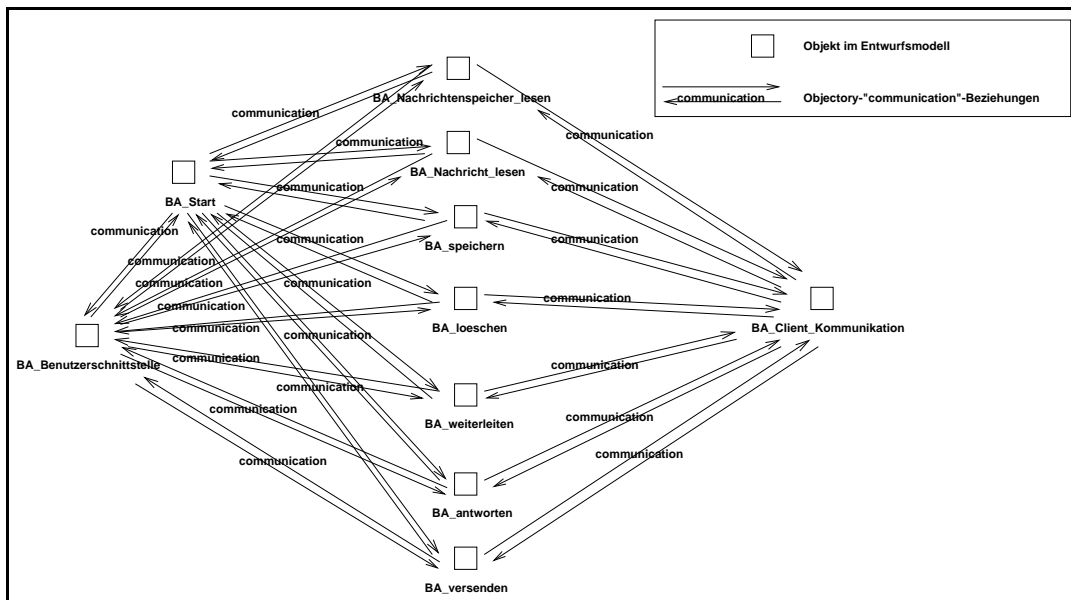 Objekt im Entwurfsmodell
communication
Objectory-"communication"-Beziehungen
BA_Nachrichtenspeicher_lesen
communication
communication
communication
BA_Nachricht_lesen
communication
communication
BA_Start
communication
communication
communication
BA_speichern
communication
communication
communication
communication
communication
BA_loeschen
BA_Client_Kommunikation
communication
communication
communication
BA_Benutzerschnittstelle
communication
communication
communication
BA_weiterleiten
communication
communication
BA_antworten
BA_versenden